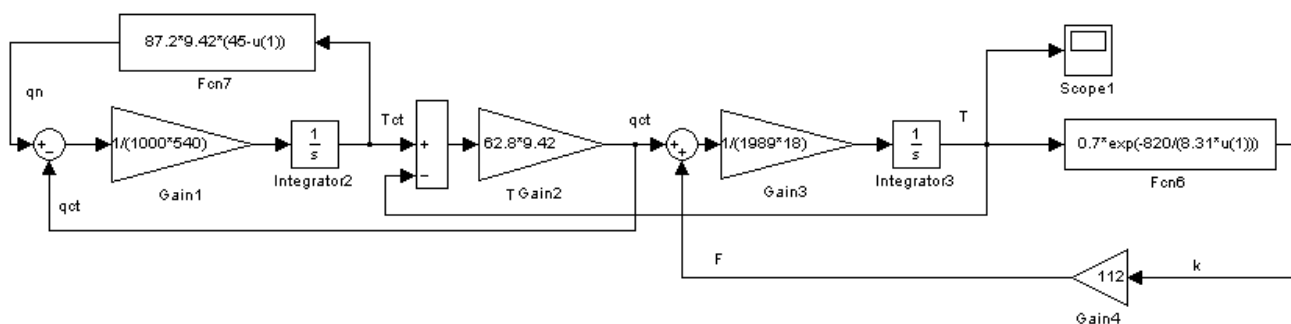 87.2*9.42*(45-u(1))
Fcn7
qn
1/(1000*540)
Gain1
qct
1
s
Integrator2
Tct
62.8*9.42
T Gain2
qct
1/(1989*18)
Gain3
1
s
Integrator3
T
Scope1
0.7*exp(-820/(8.31*u(1)))
Fcn6
F
112
Gain4
k